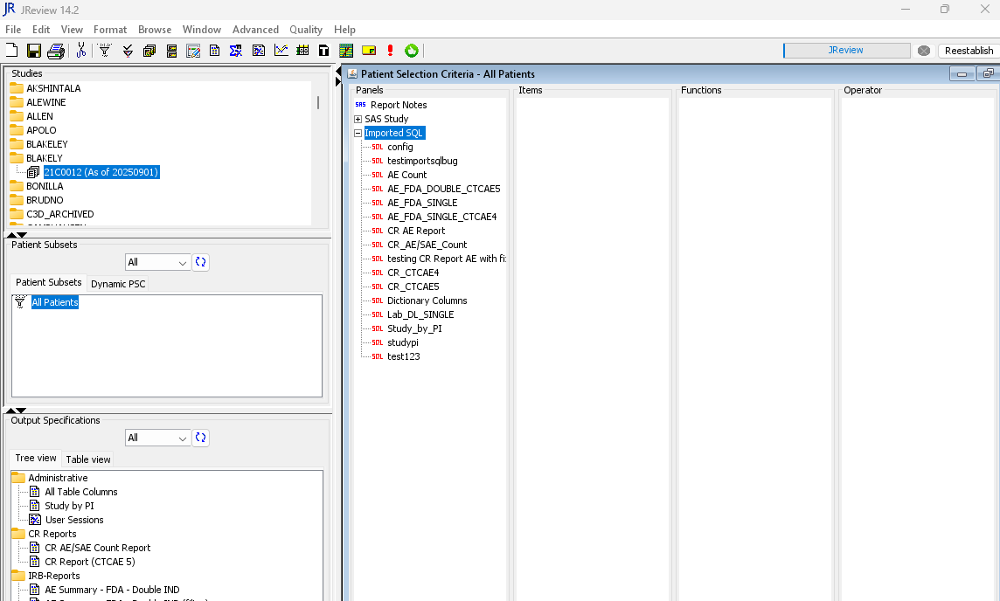 JReview 14.2
File Edit View Format Browse Window Advanced Quality Help
JReview
Reestablish
Studies
AKSHINTALA
ALEWINE
ALLEN
APOLO
BLAKELEY
BLAKELY
21C0012 (As of 20250901)
BONILLA
BRUDNO
C3D_ARCHIVED
Patient Subsets
All
Patient Subsets Dynamic PSC
All Patients
Output Specifications
All
Tree view Table view
Administrative
All Table Columns
Study by PI
User Sessions
CR Reports
CR AE/SAE Count Report
CR Report (CTCAE 5)
IRB-Reports
AE Summary - FDA - Double IND
Patient Selection Criteria - All Patients
Panels Items Functions Operator
SAS Report Notes
SAS Study
Imported SQL
SQL config
SQL testimportsqlbug
SQL AE Count
SQL AE_FDA_DOUBLE_CTCAE5
SQL AE_FDA_SINGLE
SQL AE_FDA_SINGLE_CTCAE4
SQL CR AE Report
SQL CR_AE/SAE_Count
SQL testing CR Report AE with fi
SQL CR_CTCAE4
SQL CR_CTCAE5
SQL Dictionary Columns
SQL Lab_DL_SINGLE
SQL Study_by_PI
SQL studypi
SQL test123